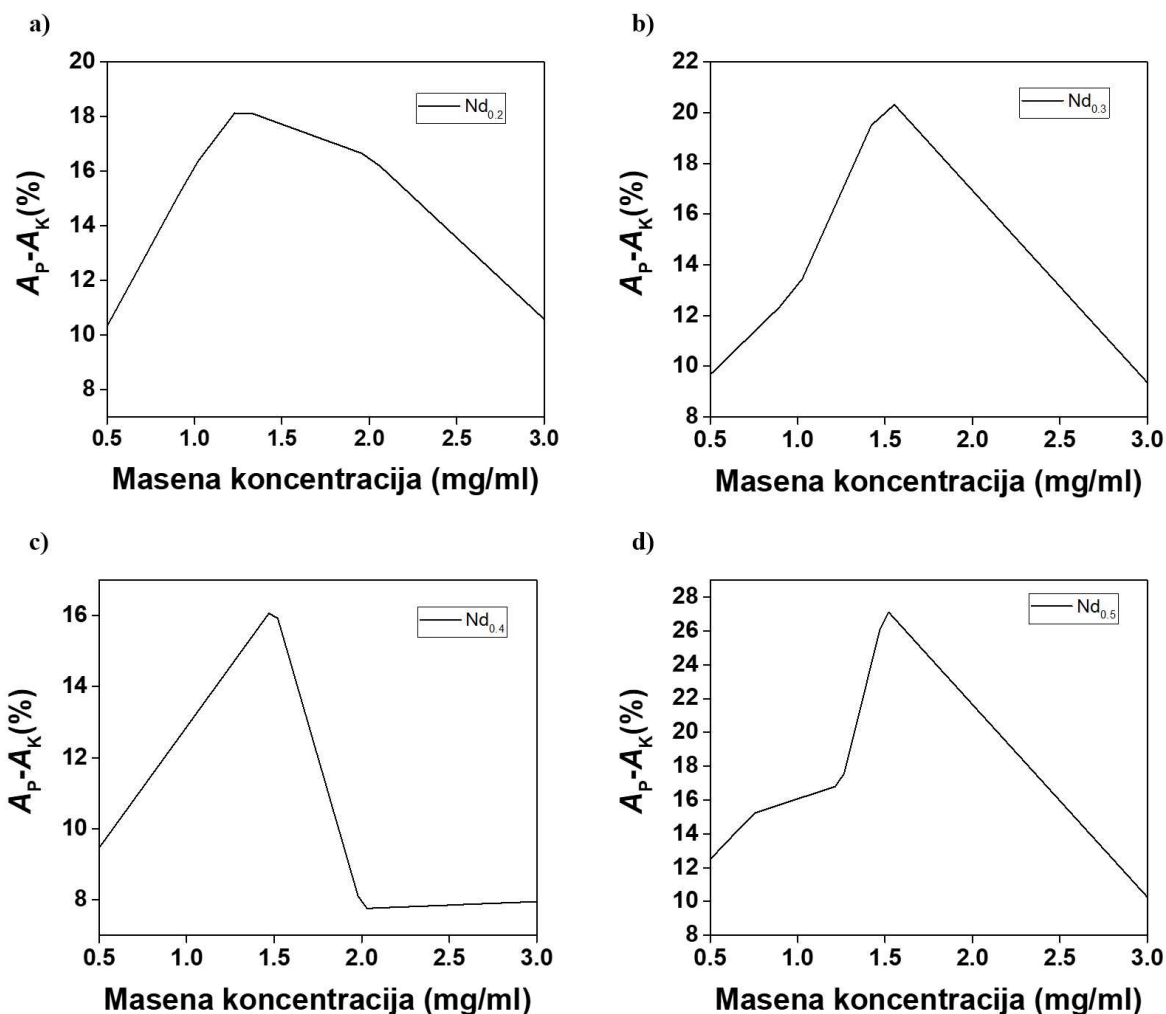 a)
20
18
16
14
12
10
8
A_P-A_K(%)
Nd_0.2
0.5 1.0 1.5 2.0 2.5 3.0
Masena koncentracija (mg/ml)
b)
22
20
18
16
14
12
10
8
A_P-A_K(%)
Nd_0.3
0.5 1.0 1.5 2.0 2.5 3.0
Masena koncentracija (mg/ml)
c)
16
14
12
10
8
A_P-A_K(%)
Nd_0.4
0.5 1.0 1.5 2.0 2.5 3.0
Masena koncentracija (mg/ml)
d)
28
26
24
22
20
18
16
14
12
10
8
A_P-A_K(%)
Nd_0.5
0.5 1.0 1.5 2.0 2.5 3.0
Masena koncentracija (mg/ml)